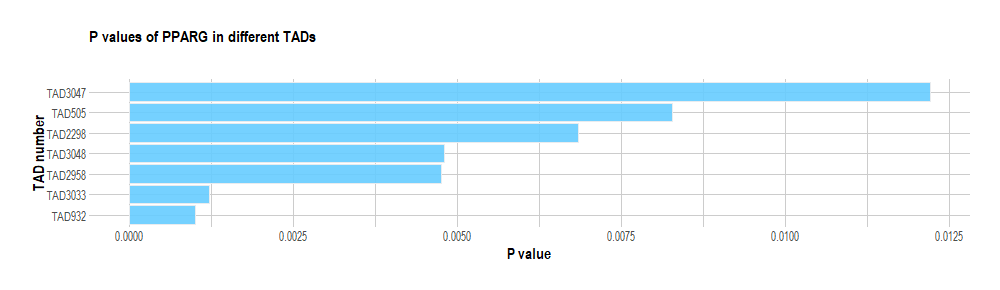 P values of PPARG in different TADs
TAD number
TAD3047
TAD505
TAD2298
TAD3048
TAD2958
TAD3033
TAD932
0.0000 0.0025 0.0050 0.0075 0.0100 0.0125
P value